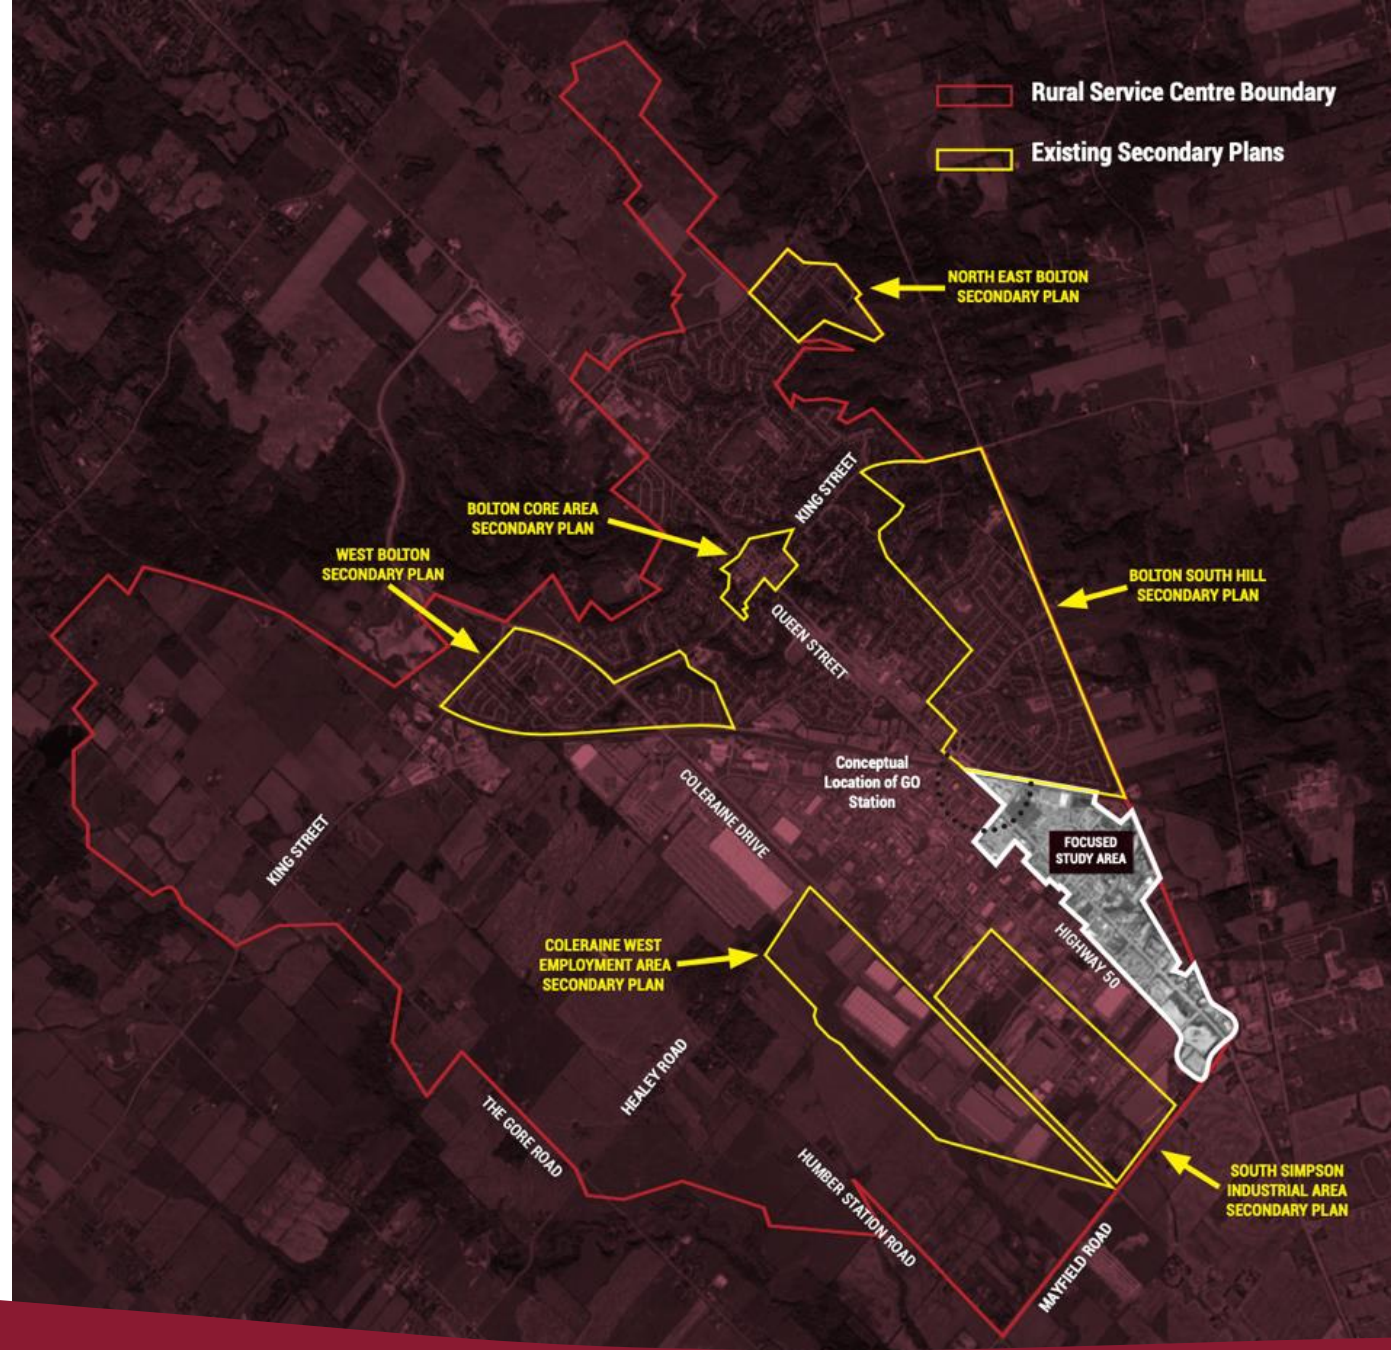 Rural Service Centre Boundary
Existing Secondary Plans
NORTH EAST BOLTON
SECONDARY PLAN
KING STREET
BOLTON CORE AREA
SECONDARY PLAN
WEST BOLTON
SECONDARY PLAN
BOLTON SOUTH HILL
SECONDARY PLAN
QUEEN STREET
Conceptual
Location of GO
Station
COLERAINE DRIVE
KING STREET
FOCUSED
STUDY AREA
HIGHWAY 50
COLERAINE WEST
EMPLOYMENT AREA
SECONDARY PLAN
HEALEY ROAD
THE GORE ROAD
HUMBER STATION ROAD
SOUTH SIMPSON
INDUSTRIAL AREA
SECONDARY PLAN
MAYFIELD ROAD